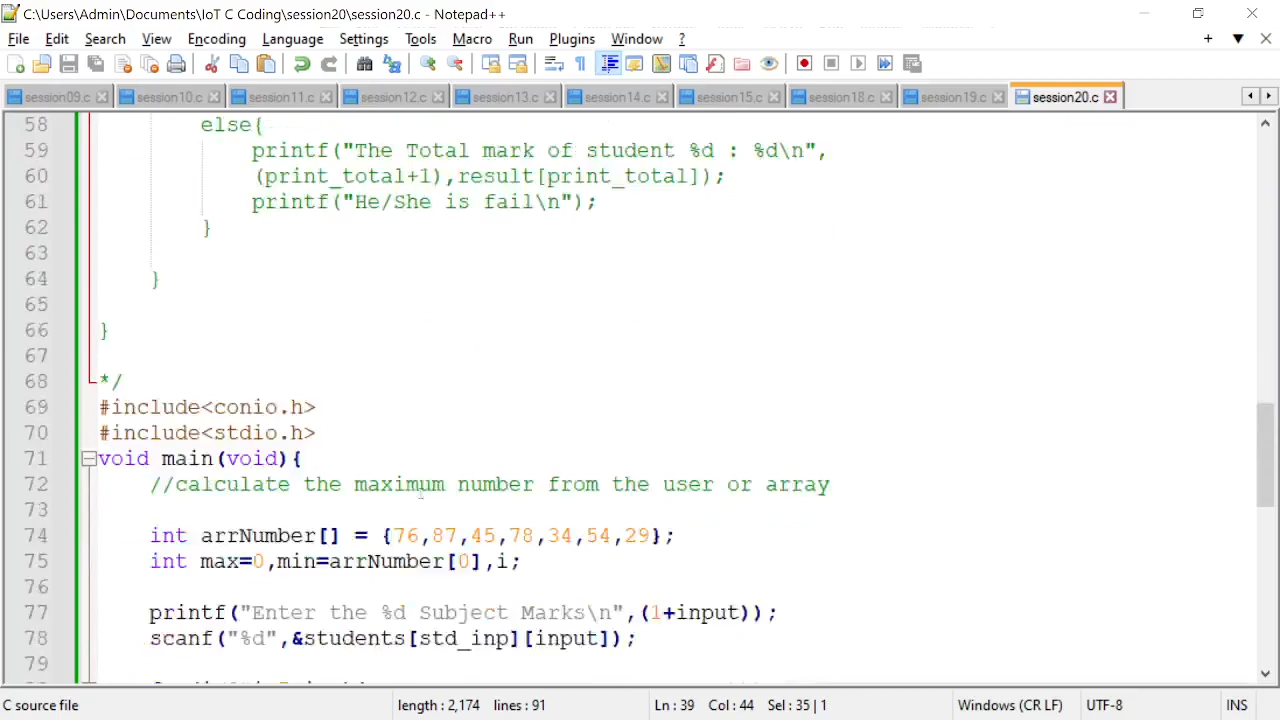 C:\Users\Admin\Documents\IoT C Coding\session20\session20.c - Notepad++
File Edit Search View Encoding Language Settings Tools Macro Run Plugins Window ?
session09.c session10.c session11.c session12.c session13.c session14.c session15.c session18.c session19.c session20.c
58 else{
59 printf("The Total mark of student %d : %d\n",
60 (print_total+1),result[print_total]);
61 printf("He/She is fail\n");
62 }
63
64 }
65
66 }
67
68 */
69 #include<conio.h>
70 #include<stdio.h>
71 void main(void){
72 //calculate the maximum number from the user or array
73
74 int arrNumber[] = {76,87,45,78,34,54,29};
75 int max=0,min=arrNumber[0],i;
76
77 printf("Enter the %d Subject Marks\n",(1+input));
78 scanf("%d",&students[std_inp][input]);
79
C source file length : 2,174 lines : 91 Ln : 39 Col : 44 Sel : 35 | 1 Windows (CR LF) UTF-8 INS